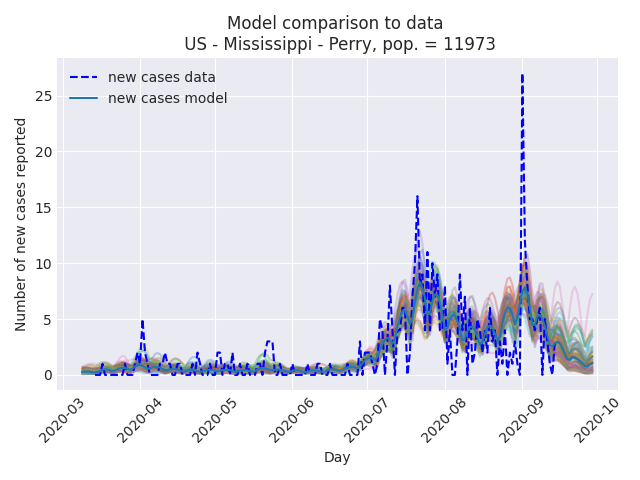 Model comparison to data
US - Mississippi - Perry, pop. = 11973
new cases data
new cases model
Number of new cases reported
25
20
15
10
5
0
2020-03
2020-04
2020-05
2020-06
2020-07
2020-08
2020-09
2020-10
Day